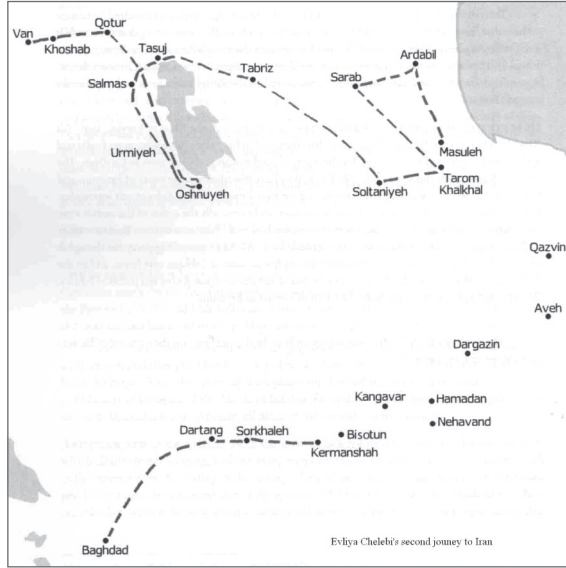 Qotur
Van
Khoshab
Tasuj
Ardabil
Tabriz
Sarab
Salmas
Masuleh
Urmiyeh
Tarom
Khalkhal
Oshnuyeh
Soltaniyeh
Qazvin
Aveh
Dargazin
Kangavar
Hamadan
Nehavand
Dartang
Sorkhaleh
Bisotun
Kermanshah
Evliya Chelebi's second jouney to Iran
Baghdad